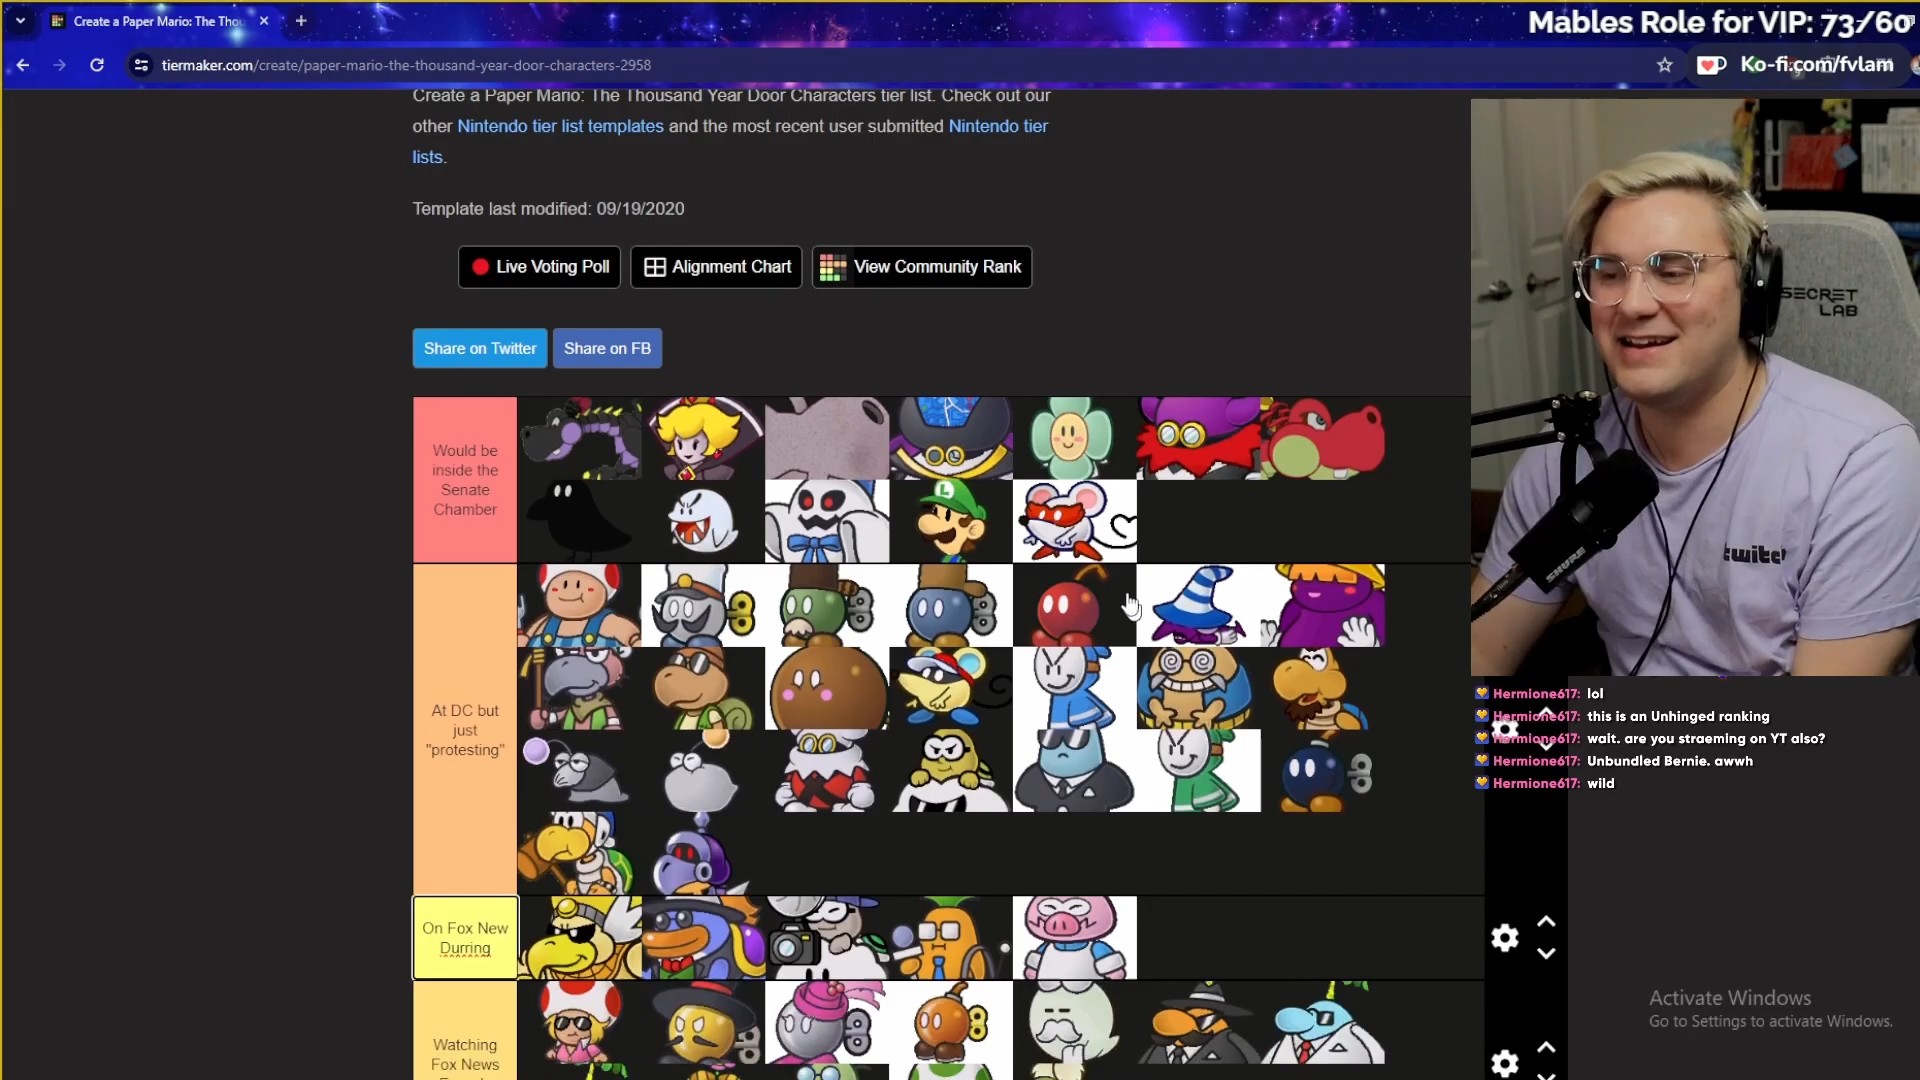 Create a Paper Mario: The Thou
Mables Role for VIP: 73/60
tiermaker.com/create/paper-mario-the-thousand-year-door-characters-2958
Ko-fi.com/fvlam
Create a Paper Mario: The Thousand Year Door Characters tier list. Check out our
other Nintendo tier list templates and the most recent user submitted Nintendo tier
lists.
Template last modified: 09/19/2020
Live Voting Poll
Alignment Chart
View Community Rank
Share on Twitter
Share on FB
SECRET
LAB
SHURE
twitch
Would be
inside the
Senate
Chamber
L
At DC but
just
"protesting"
On Fox New
Durring
Watching
Fox News
Hermione617: lol
Hermione617: this is an Unhinged ranking
Hermione617: wait. are you straeming on YT also?
Hermione617: Unbundled Bernie. awwh
Hermione617: wild
Activate Windows
Go to Settings to activate Windows.